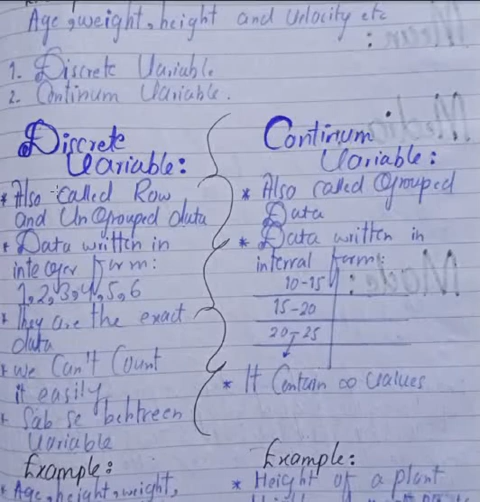 Age, weight, height and velocity etc
:
1. Discrete Variable.
2. Continum Variable.
Discrete
Variable:
* Also called Row
and UnGrouped data
* Data written in
integer form:
1, 2, 3, 4, 5, 6
* They are the exact
data
* we Can't Count
it easily
* Sab se behtreen
Variable
Example:
* Age, height, weight,
Continum
Variable:
* Also called Grouped
Data
* Data written in
interval form:
10-15
15-20
20-25
* It Contain ∞ values
Example:
* Height of a plant